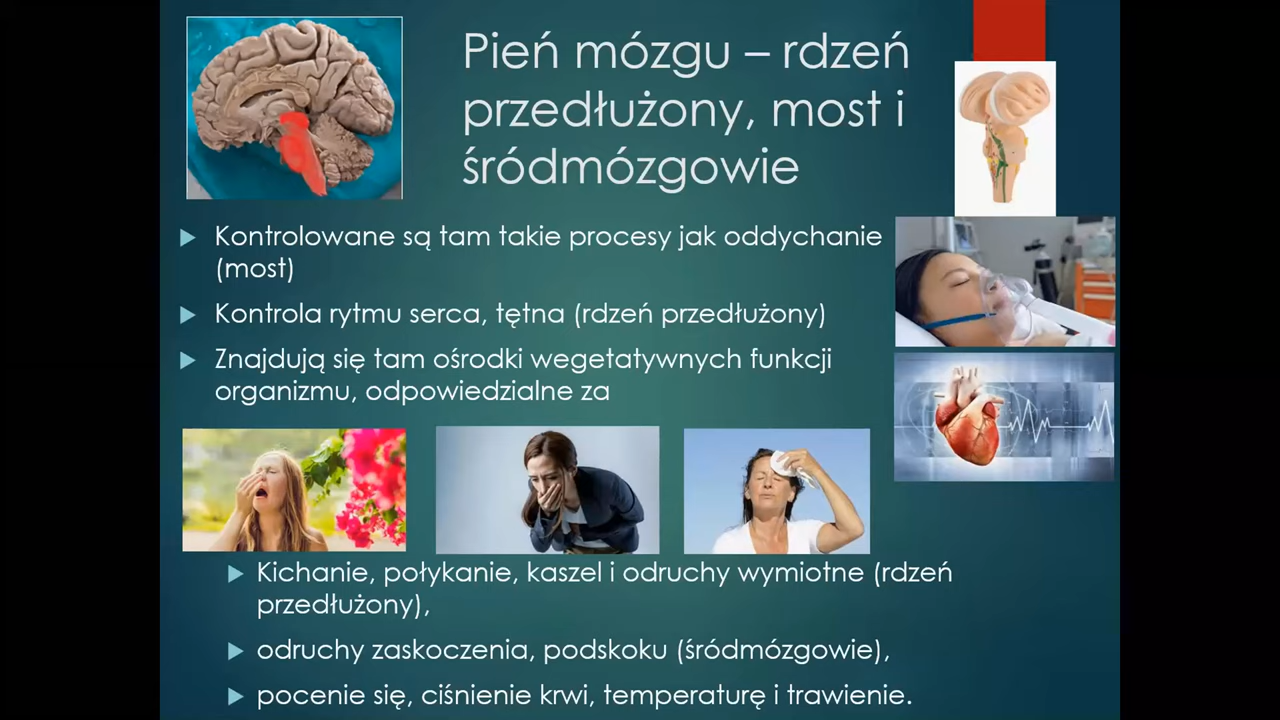 Pień mózgu – rdzeń
przedłużony, most i
śródmózgowie
Kontrolowane są tam takie procesy jak oddychanie
(most)
Kontrola rytmu serca, tętna (rdzeń przedłużony)
Znajdują się tam ośrodki wegetatywnych funkcji
organizmu, odpowiedzialne za
Kichanie, połykanie, kaszel i odruchy wymiotne (rdzeń
przedłużony),
odruchy zaskoczenia, podskoku (śródmózgowie),
pocenie się, ciśnienie krwi, temperaturę i trawienie.